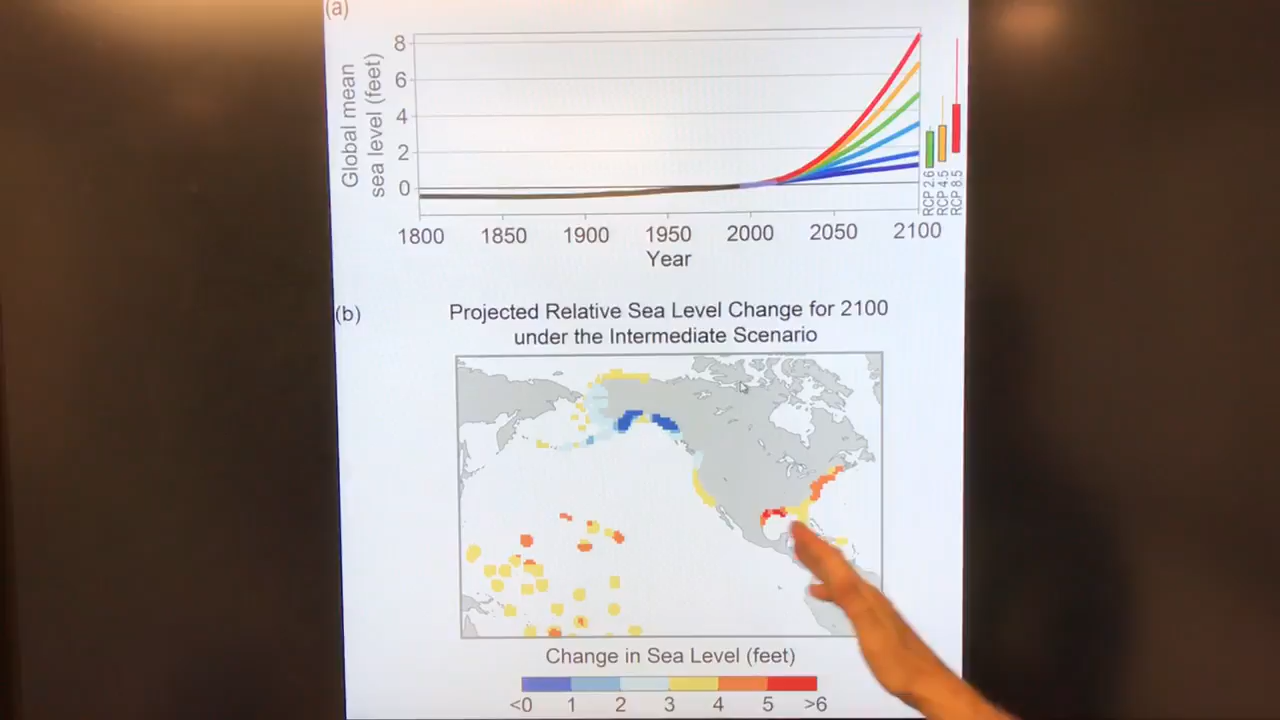 (a)
Global mean
sea level (feet)
8
6
4
2
0
1800 1850 1900 1950 2000 2050 2100
Year
RCP 2.6
RCP 4.5
RCP 8.5
(b)
Projected Relative Sea Level Change for 2100
under the Intermediate Scenario
Change in Sea Level (feet)
<0 1 2 3 4 5 >6